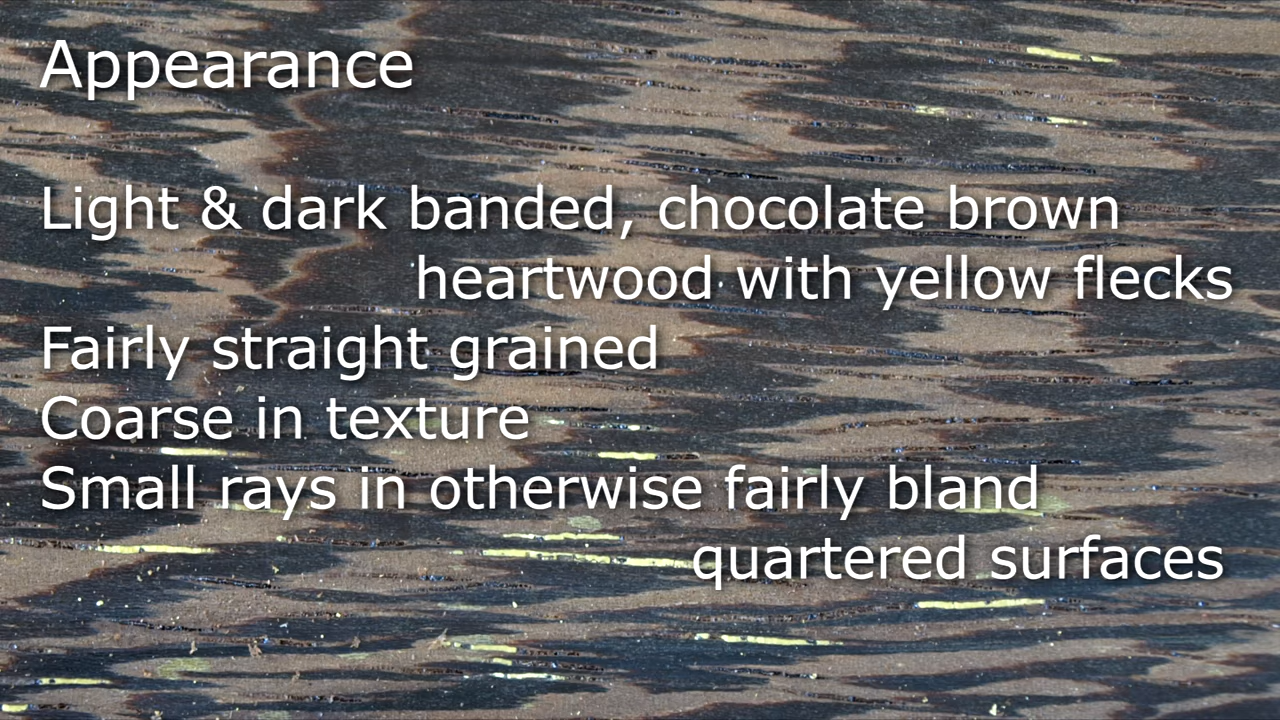 Appearance
Light & dark banded, chocolate brown
heartwood with yellow flecks
Fairly straight grained
Coarse in texture
Small rays in otherwise fairly bland
quartered surfaces